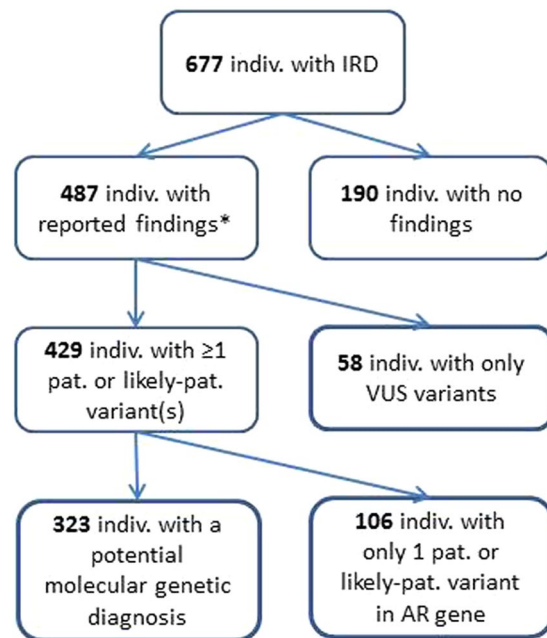 677 indiv. with IRD
487 indiv. with
reported findings*
190 indiv. with no
findings
429 indiv. with ≥1
pat. or likely-pat.
variant(s)
58 indiv. with only
VUS variants
323 indiv. with a
potential
molecular genetic
diagnosis
106 indiv. with
only 1 pat. or
likely-pat. variant
in AR gene